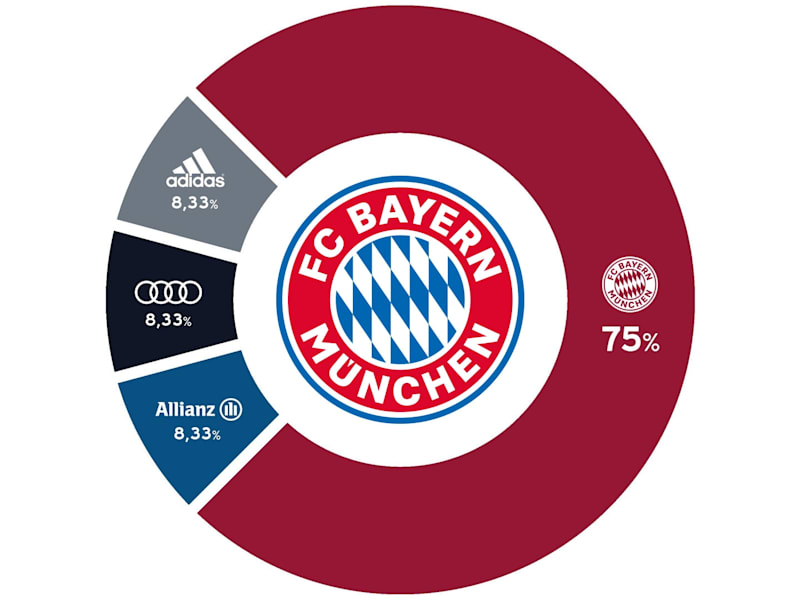 adidas
8,33%
8,33%
Allianz
8,33%
FC BAYERN
MÜNCHEN
FC BAYERN
MÜNCHEN
75%